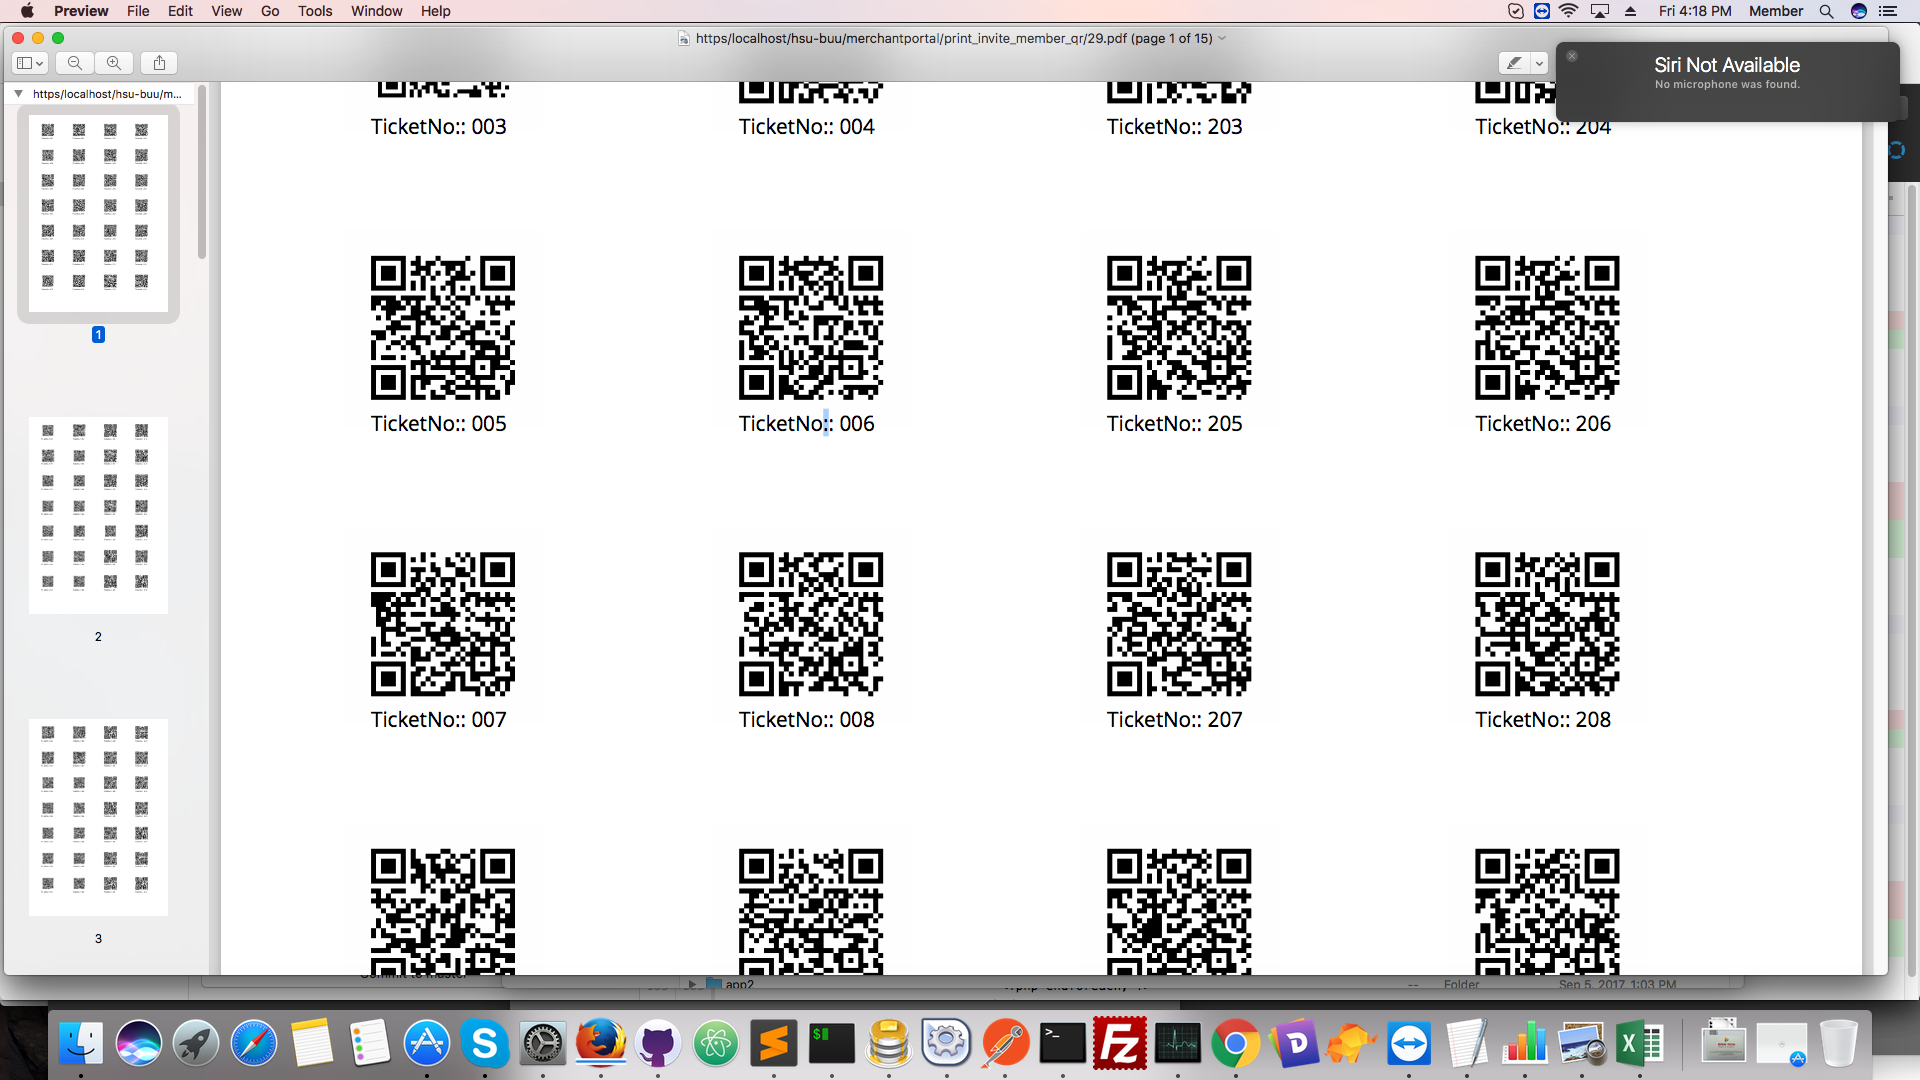 Preview File Edit View Go Tools Window Help
Fri 4:18 PM Member
https/localhost/hsu-buu/merchantportal/print_invite_member_qr/29.pdf (page 1 of 15)
Siri Not Available
No microphone was found.
https/localhost/hsu-buu/m...
TicketNo:: 003 TicketNo:: 004 TicketNo:: 203 TicketNo:: 204
1
TicketNo:: 005 TicketNo:: 006 TicketNo:: 205 TicketNo:: 206
2
TicketNo:: 007 TicketNo:: 008 TicketNo:: 207 TicketNo:: 208
3
app2 Folder Sep 5, 2017, 1:03 PM